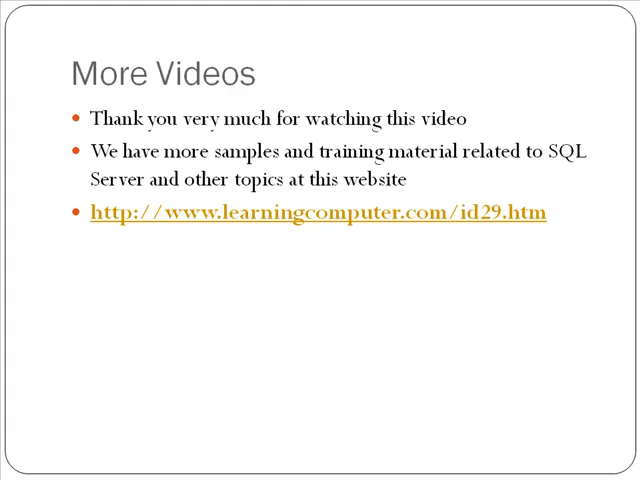 More Videos
Thank you very much for watching this video
We have more samples and training material related to SQL
Server and other topics at this website
http://www.learningcomputer.com/id29.htm